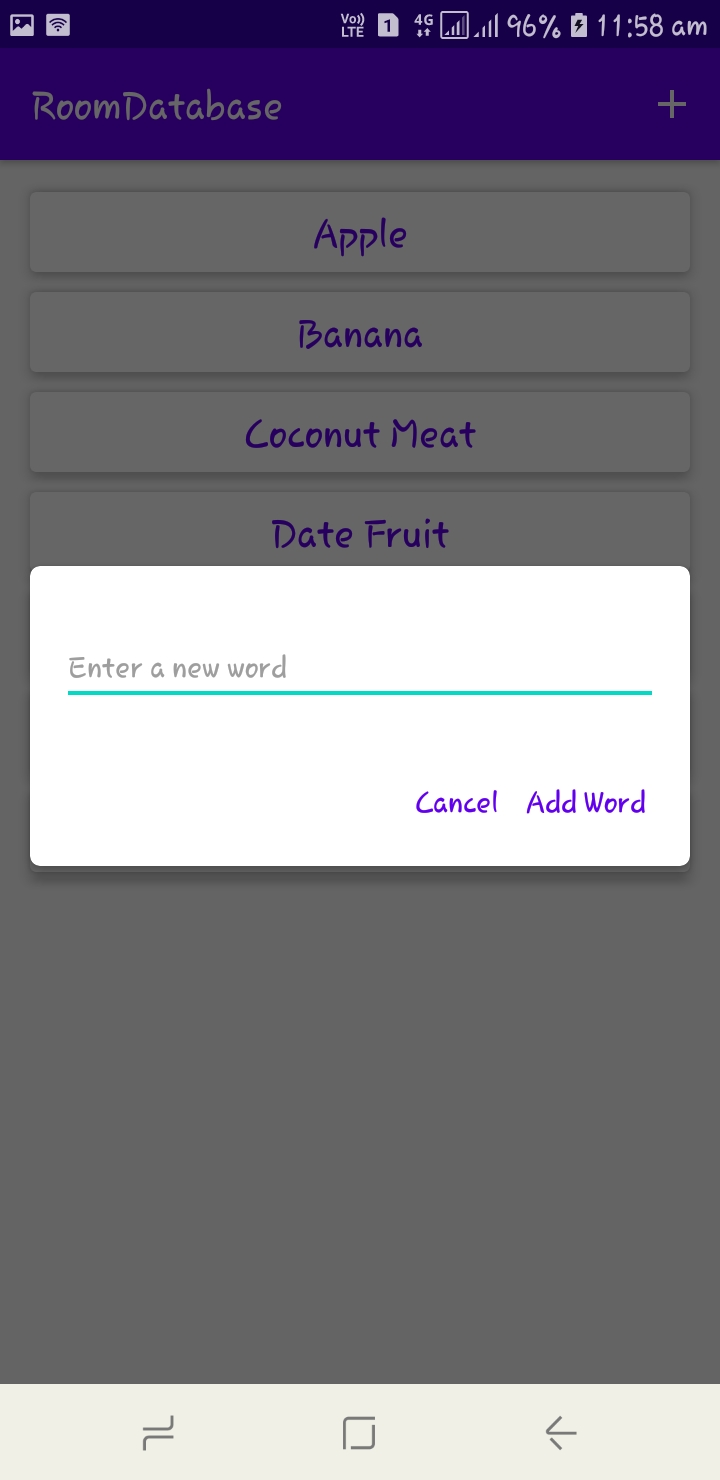 Vo)) LTE 1 4G 96% 11:58 am
RoomDatabase
Apple
Banana
Coconut Meat
Date Fruit
Enter a new word
Cancel Add Word